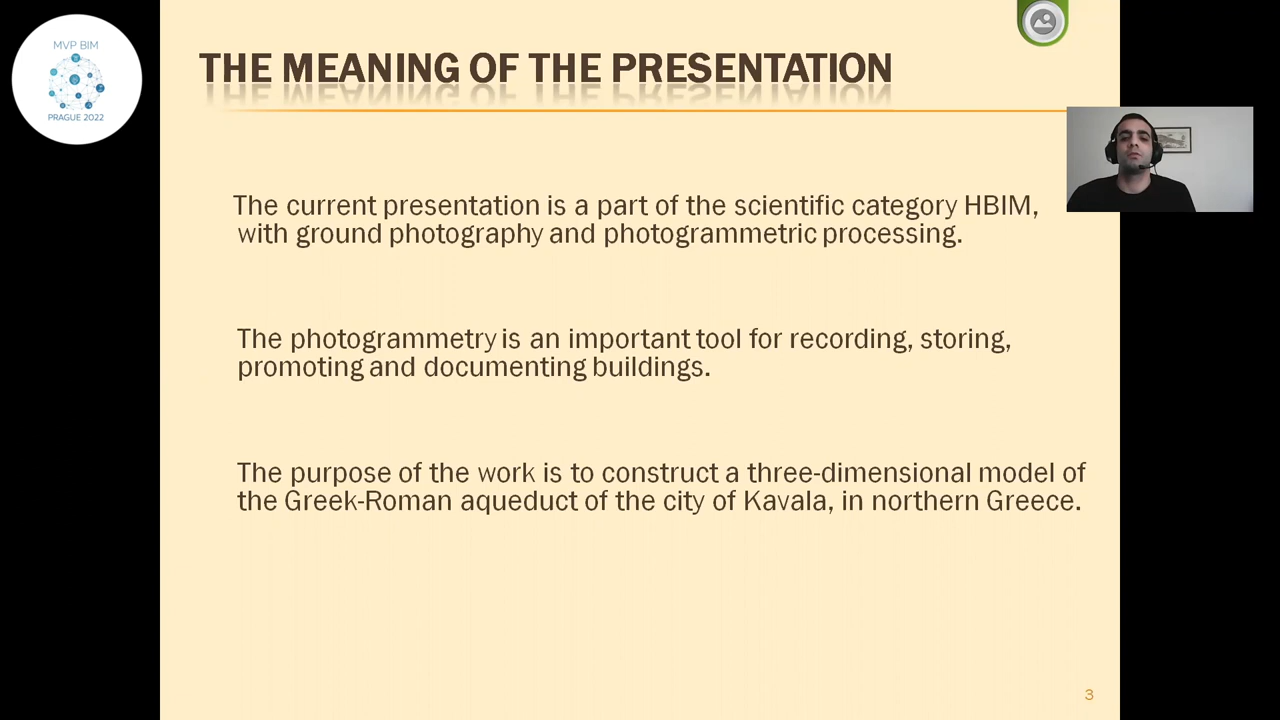 MVP BIM
PRAGUE 2022
THE MEANING OF THE PRESENTATION
The current presentation is a part of the scientific category HBIM,
with ground photography and photogrammetric processing.
The photogrammetry is an important tool for recording, storing,
promoting and documenting buildings.
The purpose of the work is to construct a three-dimensional model of
the Greek-Roman aqueduct of the city of Kavala, in northern Greece.
3